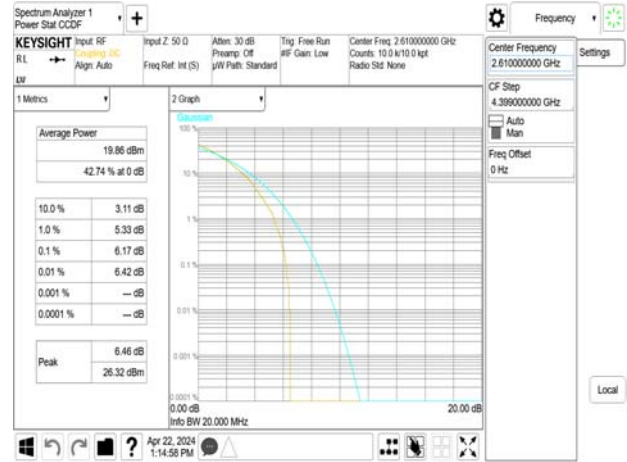 Spectrum Analyzer 1
Power Stat CCDF
Frequency
KEYSIGHT
RL
Input: RF
Coupling: DC
Align: Auto
Input Z: 50 Ω
Freq Ref: Int (S)
Atten: 30 dB
Preamp: Off
µW Path: Standard
Trig: Free Run
#IF Gain: Low
Center Freq: 2.610000000 GHz
Counts: 10.0 k/10.0 kpt
Radio Std: None
1 Metrics
Average Power
19.86 dBm
42.74 % at 0 dB
10.0 % 3.11 dB
1.0 % 5.33 dB
0.1 % 6.17 dB
0.01 % 6.42 dB
0.001 % --- dB
0.0001 % --- dB
Peak
6.46 dB
26.32 dBm
2 Graph
Gaussian
100 %
10 %
1 %
0.1 %
0.01 %
0.001 %
0.0001 %
0.00 dB
20.00 dB
Info BW 20.000 MHz
Center Frequency
2.610000000 GHz
CF Step
4.399000000 GHz
Auto
Man
Freq Offset
0 Hz
Settings
Local
Apr 22, 2024
1:14:58 PM